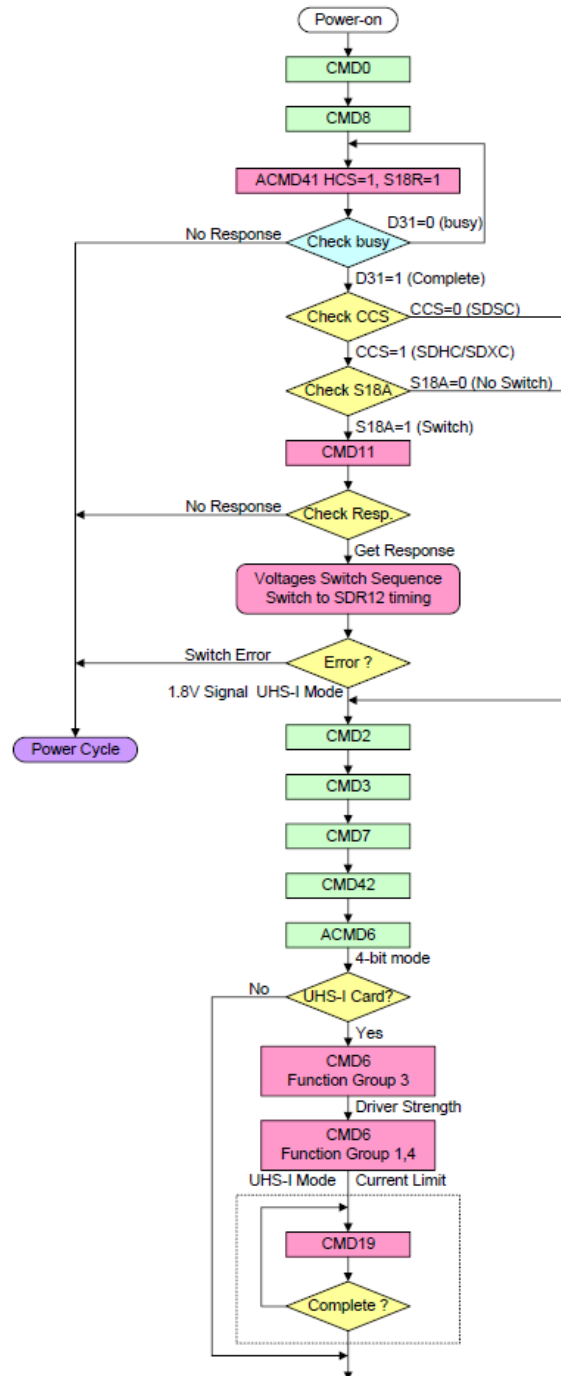 Power-on
CMD0
CMD8
ACMD41 HCS=1, S18R=1
D31=0 (busy)
No Response
Check busy
D31=1 (Complete)
Check CCS
CCS=0 (SDSC)
CCS=1 (SDHC/SDXC)
Check S18A
S18A=0 (No Switch)
S18A=1 (Switch)
CMD11
No Response
Check Resp.
Get Response
Voltages Switch Sequence
Switch to SDR12 timing
Switch Error
Error ?
1.8V Signal UHS-I Mode
CMD2
Power Cycle
CMD3
CMD7
CMD42
ACMD6
4-bit mode
No
UHS-I Card?
Yes
CMD6
Function Group 3
Driver Strength
CMD6
Function Group 1,4
UHS-I Mode
Current Limit
CMD19
Complete ?